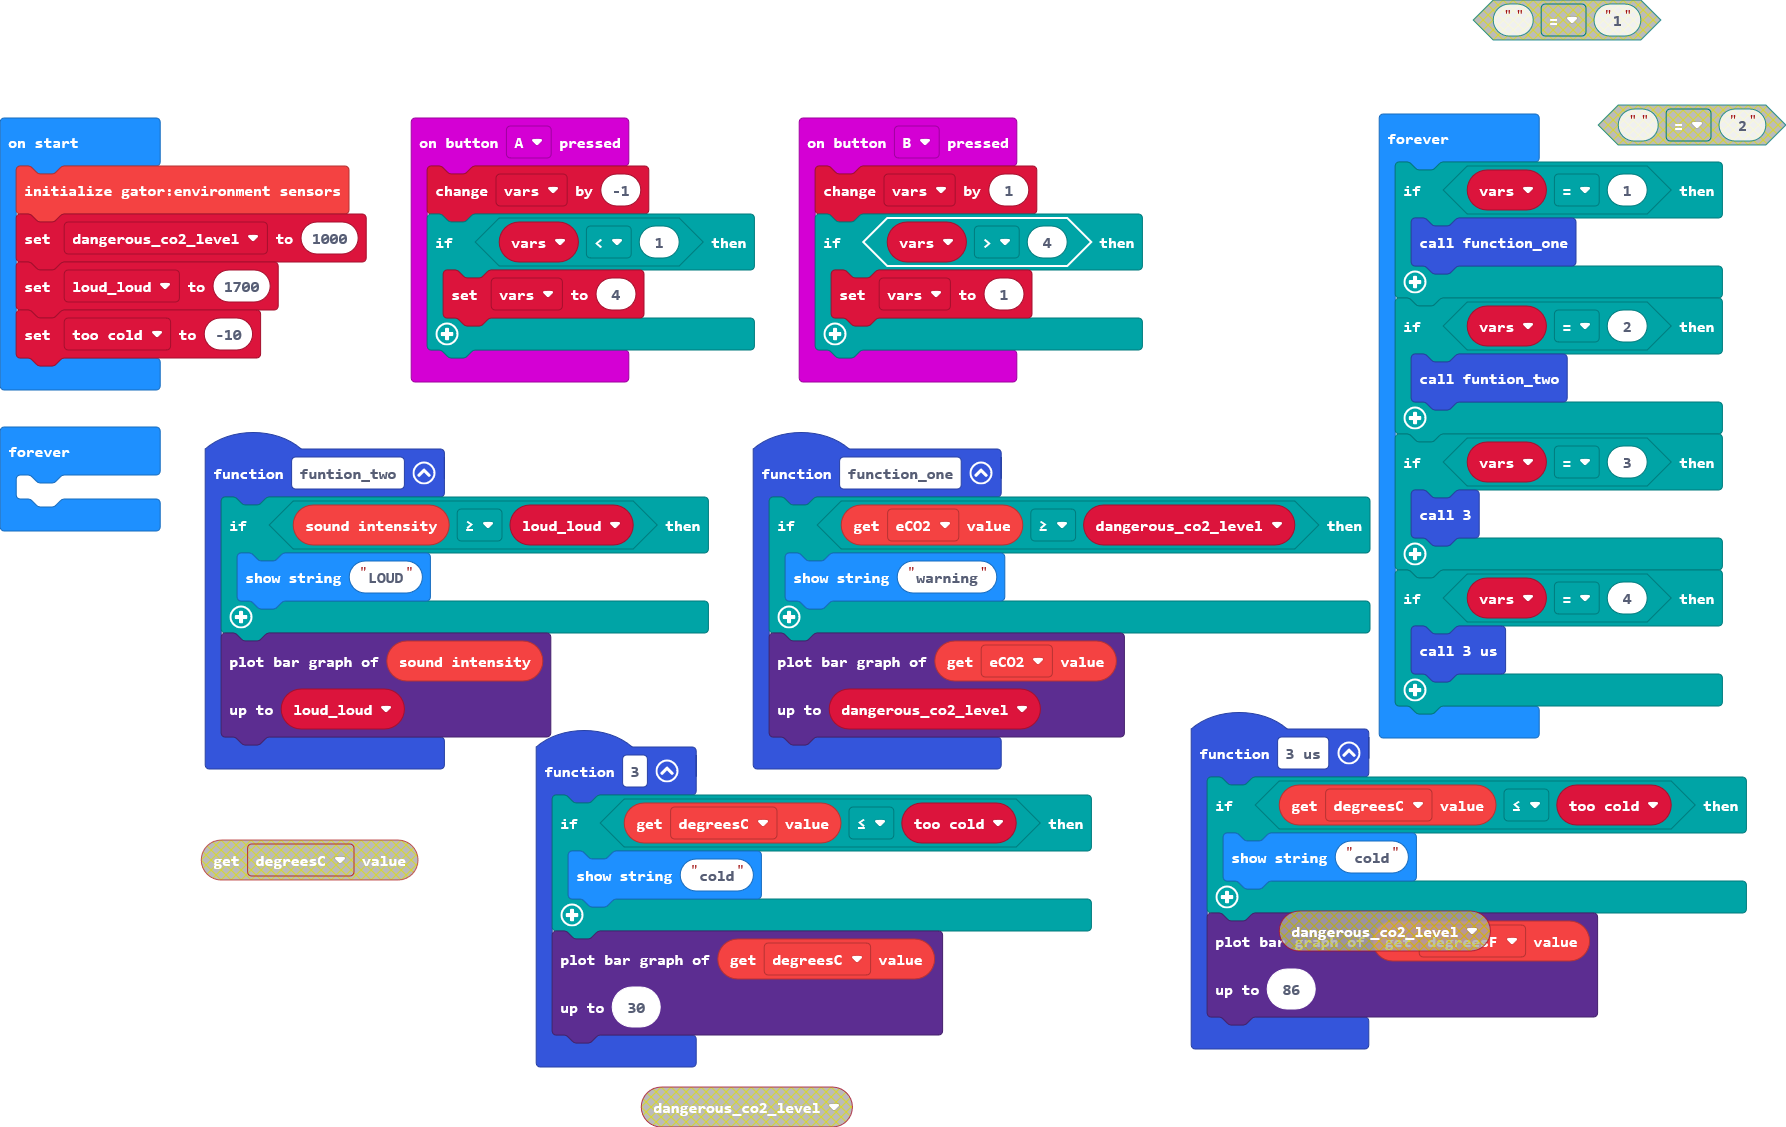 " " = "1"
" " = "2"
on start
initialize gator:environment sensors
set dangerous_co2_level to 1000
set loud_loud to 1700
set too cold to -10
on button A pressed
change vars by -1
if vars < 1 then
set vars to 4
on button B pressed
change vars by 1
if vars > 4 then
set vars to 1
forever
if vars = 1 then
call function_one
if vars = 2 then
call funtion_two
if vars = 3 then
call 3
if vars = 4 then
call 3 us
forever
function funtion_two
if sound intensity ≥ loud_loud then
show string "LOUD"
plot bar graph of sound intensity
up to loud_loud
function function_one
if get eCO2 value ≥ dangerous_co2_level then
show string "warning"
plot bar graph of get eCO2 value
up to dangerous_co2_level
get degreesC value
function 3
if get degreesC value ≤ too cold then
show string "cold"
plot bar graph of get degreesC value
up to 30
dangerous_co2_level
function 3 us
if get degreesC value ≤ too cold then
show string "cold"
plot bar graph of get degreesF value
dangerous_co2_level
up to 86